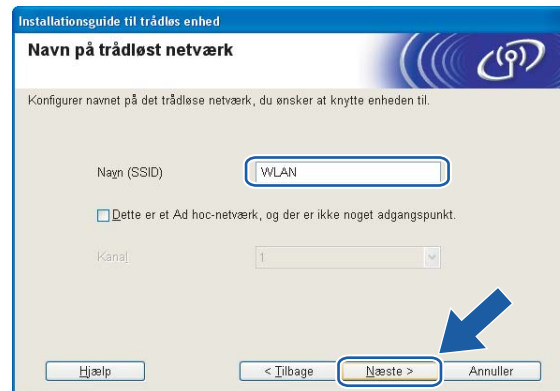 Installationsguide til trådløs enhed
Navn på trådløst netværk
Konfigurer navnet på det trådløse netværk, du ønsker at knytte enheden til.
Navn (SSID) WLAN
Dette er et Ad hoc-netværk, og der er ikke noget adgangspunkt.
Kanal 1
Hjælp < Tilbage Næste > Annuller